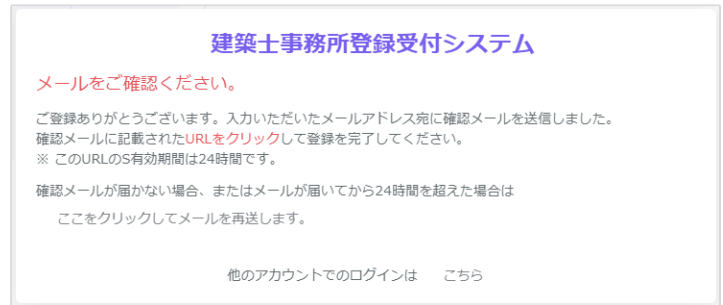 建築士事務所登録受付システム
メールをご確認ください。
ご登録ありがとうございます。入力いただいたメールアドレス宛に確認メールを送信しました。
確認メールに記載されたURLをクリックして登録を完了してください。
※ このURLのS有効期間は24時間です。
確認メールが届かない場合、またはメールが届いてから24時間を超えた場合は
ここをクリックしてメールを再送します。
他のアカウントでのログインは　こちら